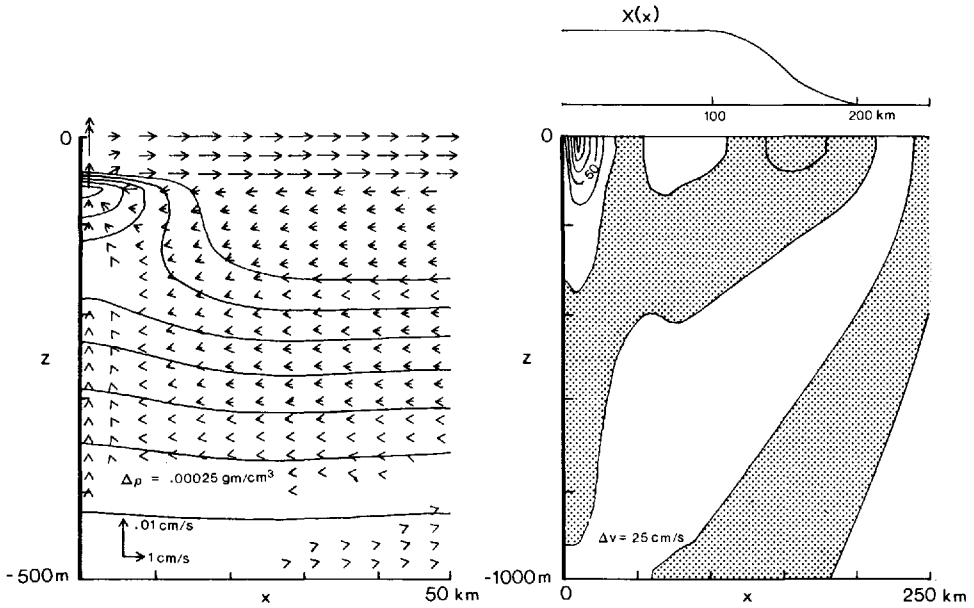 X(x)
100
200 km
0
z
Δρ = .00025 gm/cm³
.01 cm/s
1 cm/s
-500m
x
50 km
0
50
z
Δv = 25 cm/s
-1000m
0
x
250 km